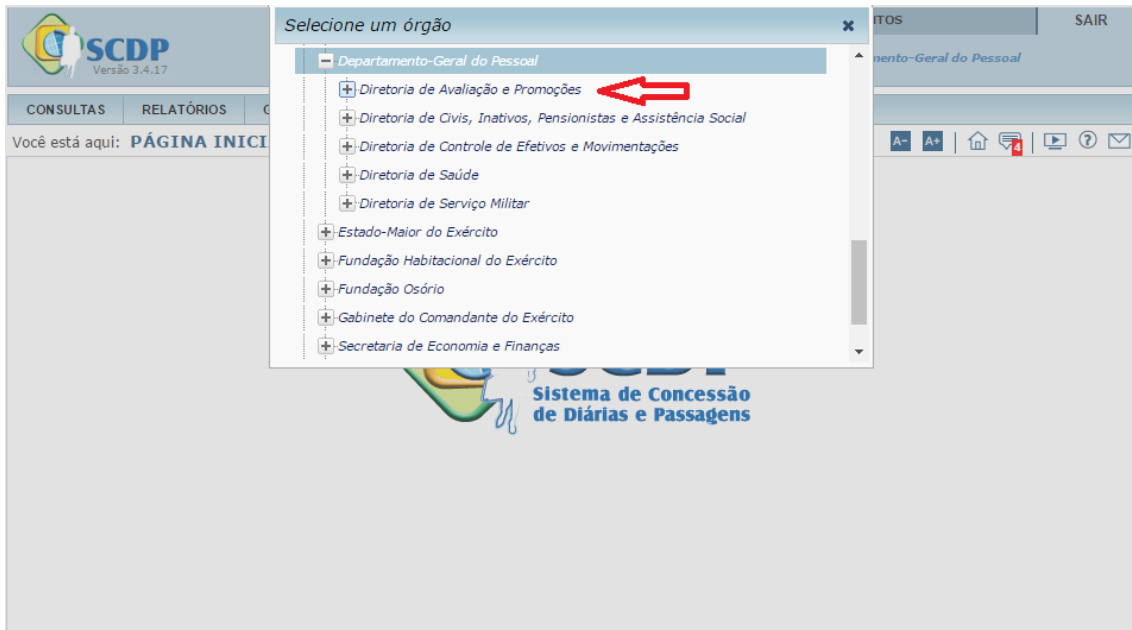 SCDP
Versão 3.4.17
Selecione um órgão
TOS
SAIR
Departamento-Geral do Pessoal
nento-Geral do Pessoal
Diretoria de Avaliação e Promoções
CONSULTAS RELATÓRIOS
Diretoria de Civis, Inativos, Pensionistas e Assistência Social
Você está aqui: PÁGINA INICI
Diretoria de Controle de Efetivos e Movimentações
A- A+ 4
Diretoria de Saúde
Diretoria de Serviço Militar
Estado-Maior do Exército
Fundação Habitacional do Exército
Fundação Osório
Gabinete do Comandante do Exército
Secretaria de Economia e Finanças
Sistema de Concessão
de Diárias e Passagens